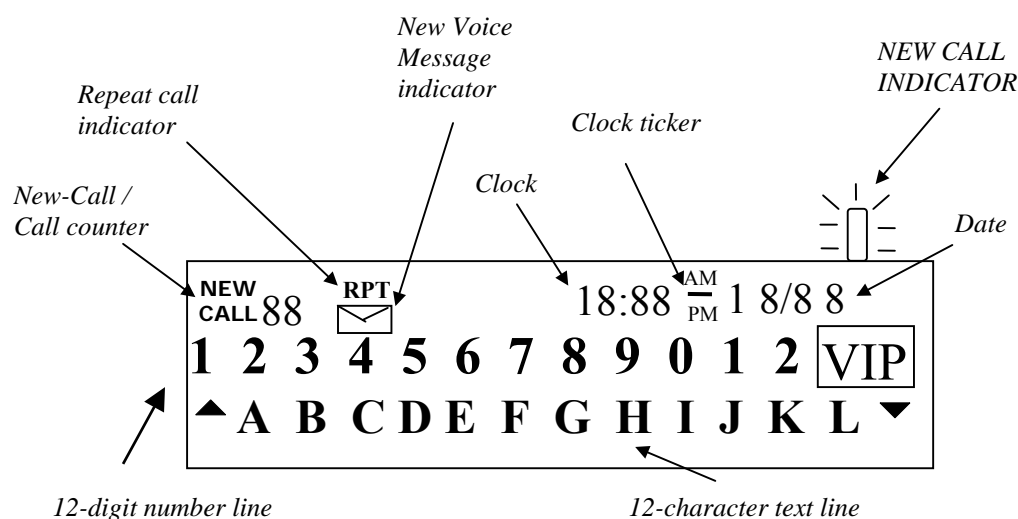 New Voice
Message
indicator
NEW CALL
INDICATOR
Repeat call
indicator
Clock ticker
New-Call /
Call counter
Clock
Date
NEW
CALL 88
RPT
18:88 AM
PM 1 8/8 8
1 2 3 4 5 6 7 8 9 0 1 2 VIP
A B C D E F G H I J K L
12-digit number line
12-character text line